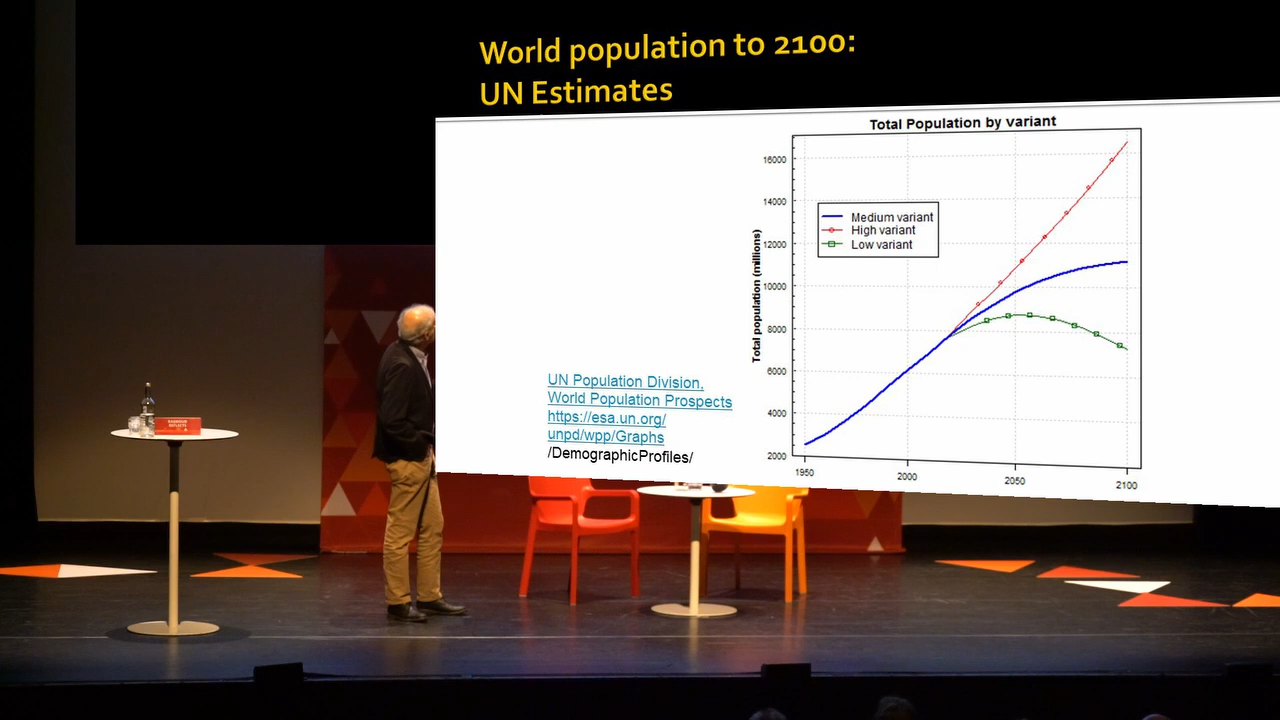 World population to 2100:
UN Estimates
Total Population by variant
Total population (millions)
16000
14000
12000
10000
8000
6000
4000
2000
Medium variant
High variant
Low variant
1950
2000
2050
2100
UN Population Division,
World Population Prospects
https://esa.un.org/
unpd/wpp/Graphs
/DemographicProfiles/